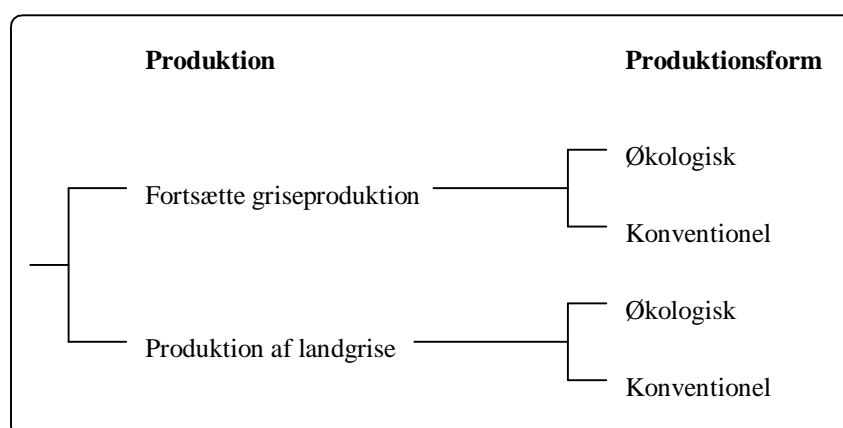 Produktion Produktionsform
Økologisk
Fortsætte griseproduktion
Konventionel
Økologisk
Produktion af landgrise
Konventionel